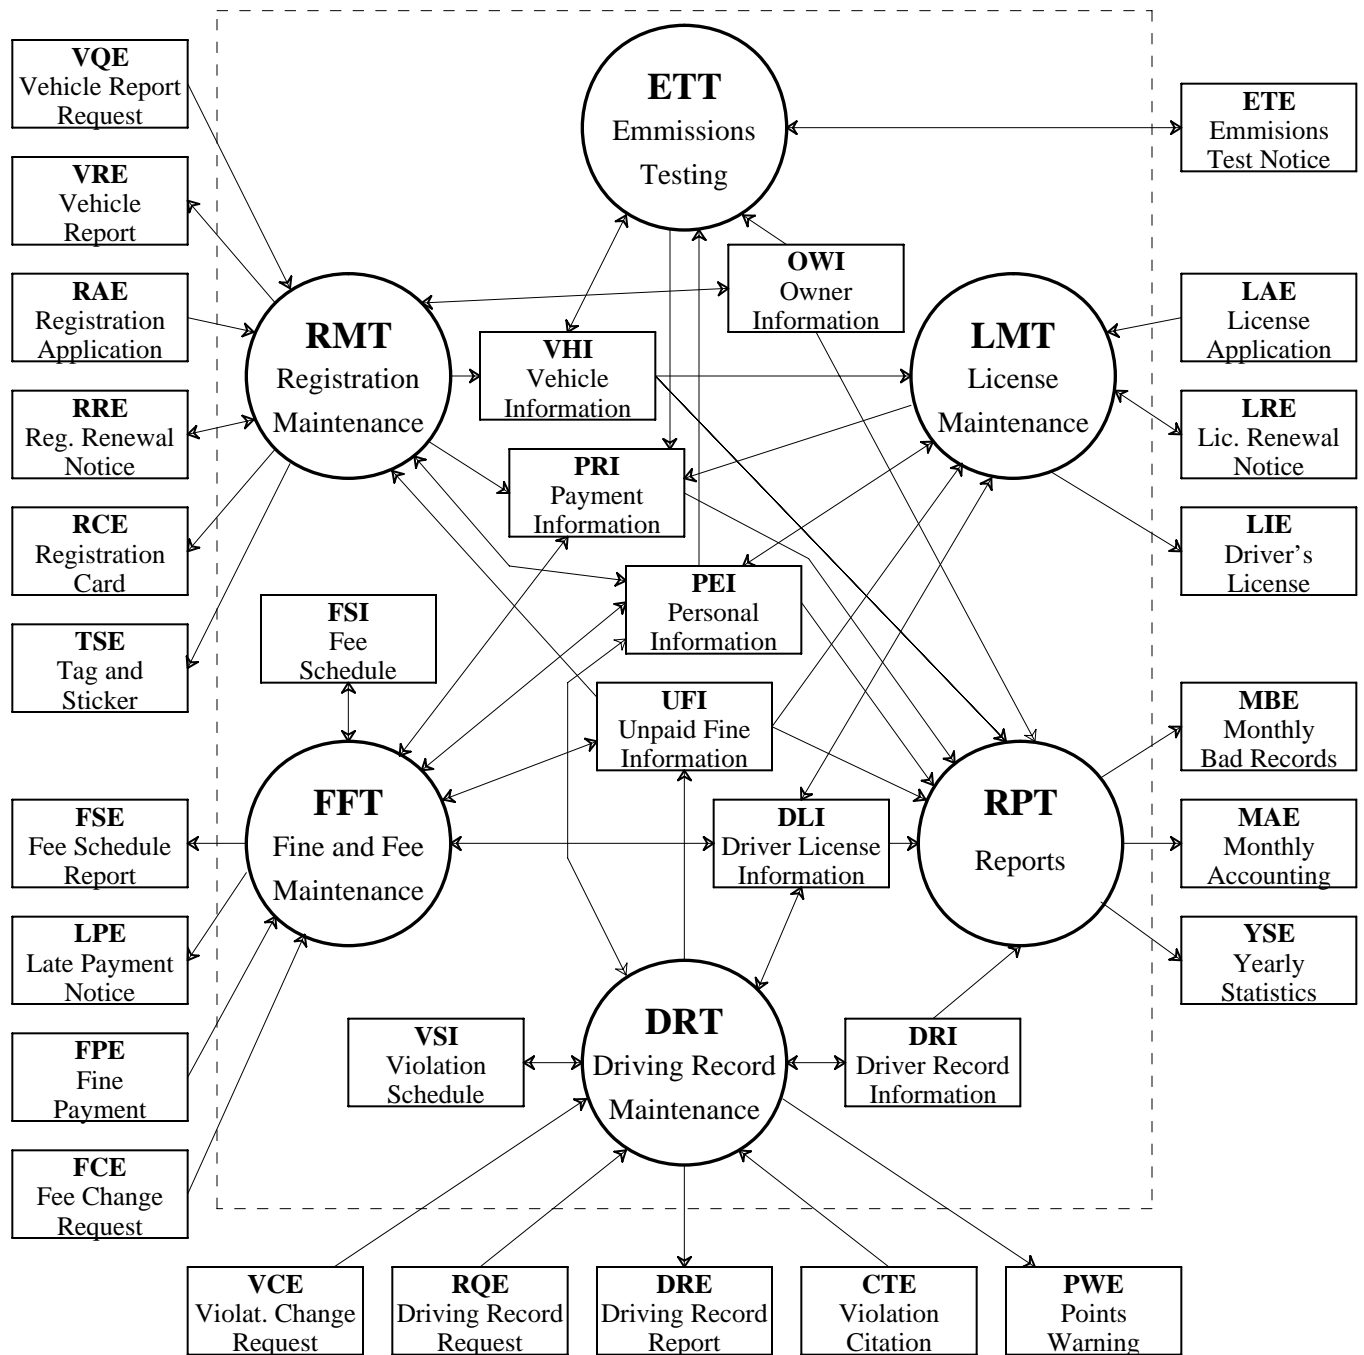 VQE
Vehicle Report
Request
VRE
Vehicle
Report
RAE
Registration
Application
RRE
Reg. Renewal
Notice
RCE
Registration
Card
TSE
Tag and
Sticker
FSE
Fee Schedule
Report
LPE
Late Payment
Notice
FPE
Fine
Payment
FCE
Fee Change
Request
ETT
Emmissions
Testing
RMT
Registration
Maintenance
OWI
Owner
Information
VHI
Vehicle
Information
LMT
License
Maintenance
PRI
Payment
Information
PEI
Personal
Information
FSI
Fee
Schedule
UFI
Unpaid Fine
Information
FFT
Fine and Fee
Maintenance
DLI
Driver License
Information
RPT
Reports
VSI
Violation
Schedule
DRT
Driving Record
Maintenance
DRI
Driver Record
Information
ETE
Emmisions
Test Notice
LAE
License
Application
LRE
Lic. Renewal
Notice
LIE
Driver's
License
MBE
Monthly
Bad Records
MAE
Monthly
Accounting
YSE
Yearly
Statistics
VCE
Violat. Change
Request
RQE
Driving Record
Request
DRE
Driving Record
Report
CTE
Violation
Citation
PWE
Points
Warning